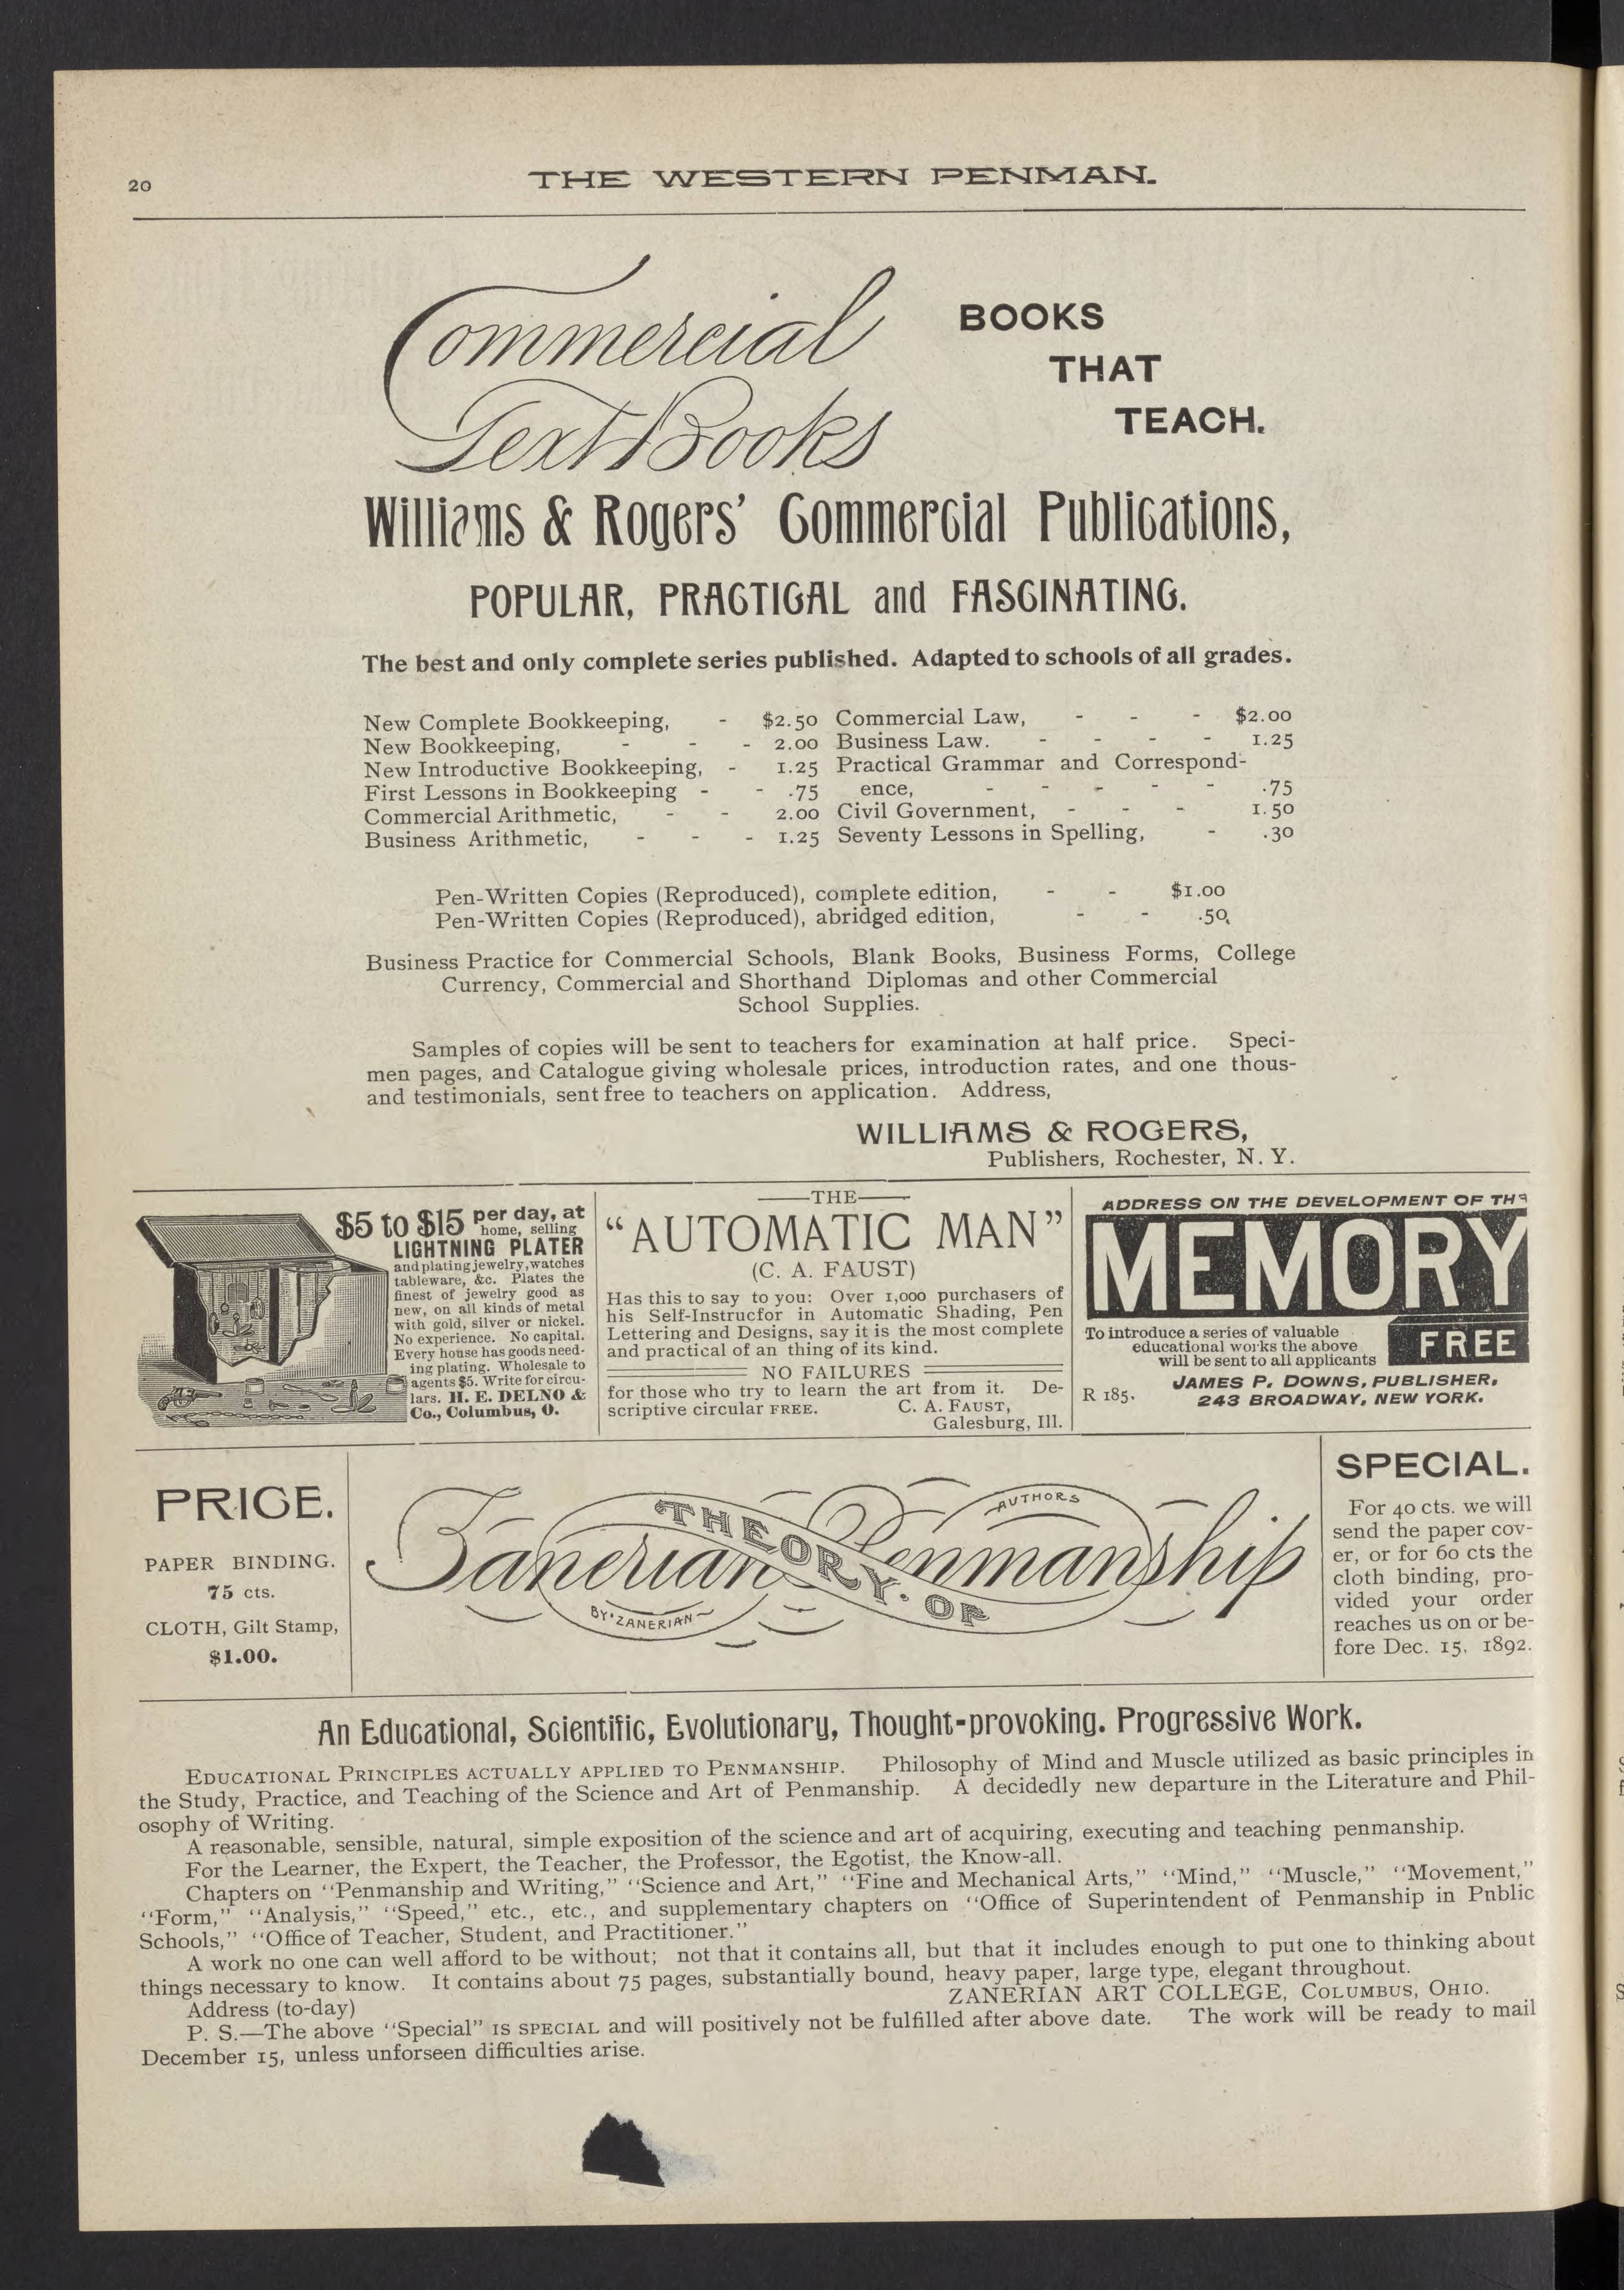 20
THE WESTERN PENMAN.
Commercial
Text Books
BOOKS
THAT
TEACH.
Williams & Rogers' Commercial Publications,
POPULAR, PRACTICAL and FASCINATING.
The best and only complete series published. Adapted to schools of all grades.
New Complete Bookkeeping, - $2.50
New Bookkeeping, - - - 2.00
New Introductive Bookkeeping, - 1.25
First Lessons in Bookkeeping - - .75
Commercial Arithmetic, - - 2.00
Business Arithmetic, - - - 1.25
Commercial Law, - - - $2.00
Business Law. - - - - 1.25
Practical Grammar and Correspond-
ence, - - - - - .75
Civil Government, - - - 1.50
Seventy Lessons in Spelling, - .30
Pen-Written Copies (Reproduced), complete edition, - - $1.00
Pen-Written Copies (Reproduced), abridged edition, - - .50
Business Practice for Commercial Schools, Blank Books, Business Forms, College
Currency, Commercial and Shorthand Diplomas and other Commercial
School Supplies.
Samples of copies will be sent to teachers for examination at half price. Speci-
men pages, and Catalogue giving wholesale prices, introduction rates, and one thous-
and testimonials, sent free to teachers on application. Address,
WILLIAMS & ROGERS,
Publishers, Rochester, N. Y.
$5 to $15 per day, at
home, selling
LIGHTNING PLATER
and plating jewelry, watches
tableware, &c. Plates the
finest of jewelry good as
new, on all kinds of metal
with gold, silver or nickel.
No experience. No capital.
Every house has goods need-
ing plating. Wholesale to
agents $5. Write for circu-
lars. H. E. DELNO &
Co., Columbus, O.
THE
"AUTOMATIC MAN"
(C. A. FAUST)
Has this to say to you: Over 1,000 purchasers of
his Self-Instrucfor in Automatic Shading, Pen
Lettering and Designs, say it is the most complete
and practical of an thing of its kind.
NO FAILURES
for those who try to learn the art from it. De-
scriptive circular FREE. C. A. FAUST,
Galesburg, Ill.
ADDRESS ON THE DEVELOPMENT OF THE
MEMORY
To introduce a series of valuable
educational works the above
will be sent to all applicants
FREE
JAMES P. DOWNS, PUBLISHER,
R 185. 243 BROADWAY, NEW YORK.
PRICE.
PAPER BINDING.
75 cts.
CLOTH, Gilt Stamp,
$1.00.
Zanerian Penmanship
THEORY OF
AUTHORS
BY ZANERIAN
SPECIAL.
For 40 cts. we will
send the paper cov-
er, or for 60 cts the
cloth binding, pro-
vided your order
reaches us on or be-
fore Dec. 15, 1892.
An Educational, Scientific, Evolutionary, Thought-provoking. Progressive Work.
EDUCATIONAL PRINCIPLES ACTUALLY APPLIED TO PENMANSHIP. Philosophy of Mind and Muscle utilized as basic principles in
the Study, Practice, and Teaching of the Science and Art of Penmanship. A decidedly new departure in the Literature and Phil-
osophy of Writing.
A reasonable, sensible, natural, simple exposition of the science and art of acquiring, executing and teaching penmanship.
For the Learner, the Expert, the Teacher, the Professor, the Egotist, the Know-all.
Chapters on "Penmanship and Writing," "Science and Art," "Fine and Mechanical Arts," "Mind," "Muscle," "Movement,"
"Form," "Analysis," "Speed," etc., etc., and supplementary chapters on "Office of Superintendent of Penmanship in Pnblic
Schools," "Office of Teacher, Student, and Practitioner."
A work no one can well afford to be without; not that it contains all, but that it includes enough to put one to thinking about
things necessary to know. It contains about 75 pages, substantially bound, heavy paper, large type, elegant throughout.
Address (to-day) ZANERIAN ART COLLEGE, COLUMBUS, OHIO.
P. S.—The above "Special" IS SPECIAL and will positively not be fulfilled after above date. The work will be ready to mail
December 15, unless unforseen difficulties arise.